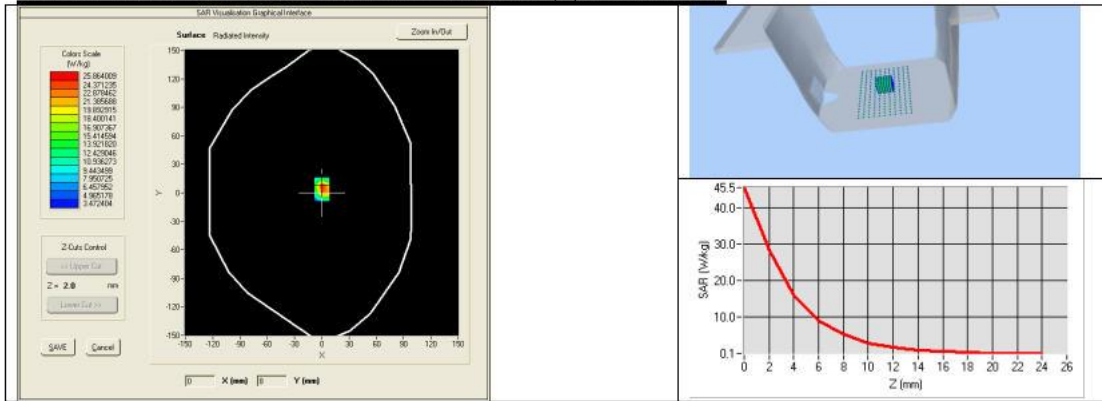 SAR Visualisation Graphical Interface
Surface Radiated Intensity
Zoom In/Out
Colors Scale
(W/kg)
25.864009
24.371235
22.878462
21.385688
19.892915
18.400141
16.907367
15.414594
13.921820
12.429046
10.936273
9.443499
7.950725
6.457952
4.965178
3.472404
Z-Cuts Control
<< Upper Cut
Z = 2.0 mm
Lower Cut >>
SAVE Cancel
150-
100-
60-
30-
0-
-30-
-60-
-90-
-120-
-150-
Y
-150 -120 -90 -60 -30 0 30 60 90 120 150
X
0 X (mm) 8 Y (mm)
45.5-
40.0-
30.0-
20.0-
10.0-
0.1-
SAR (W/kg)
0 2 4 6 8 10 12 14 16 18 20 22 24 26
Z (mm)